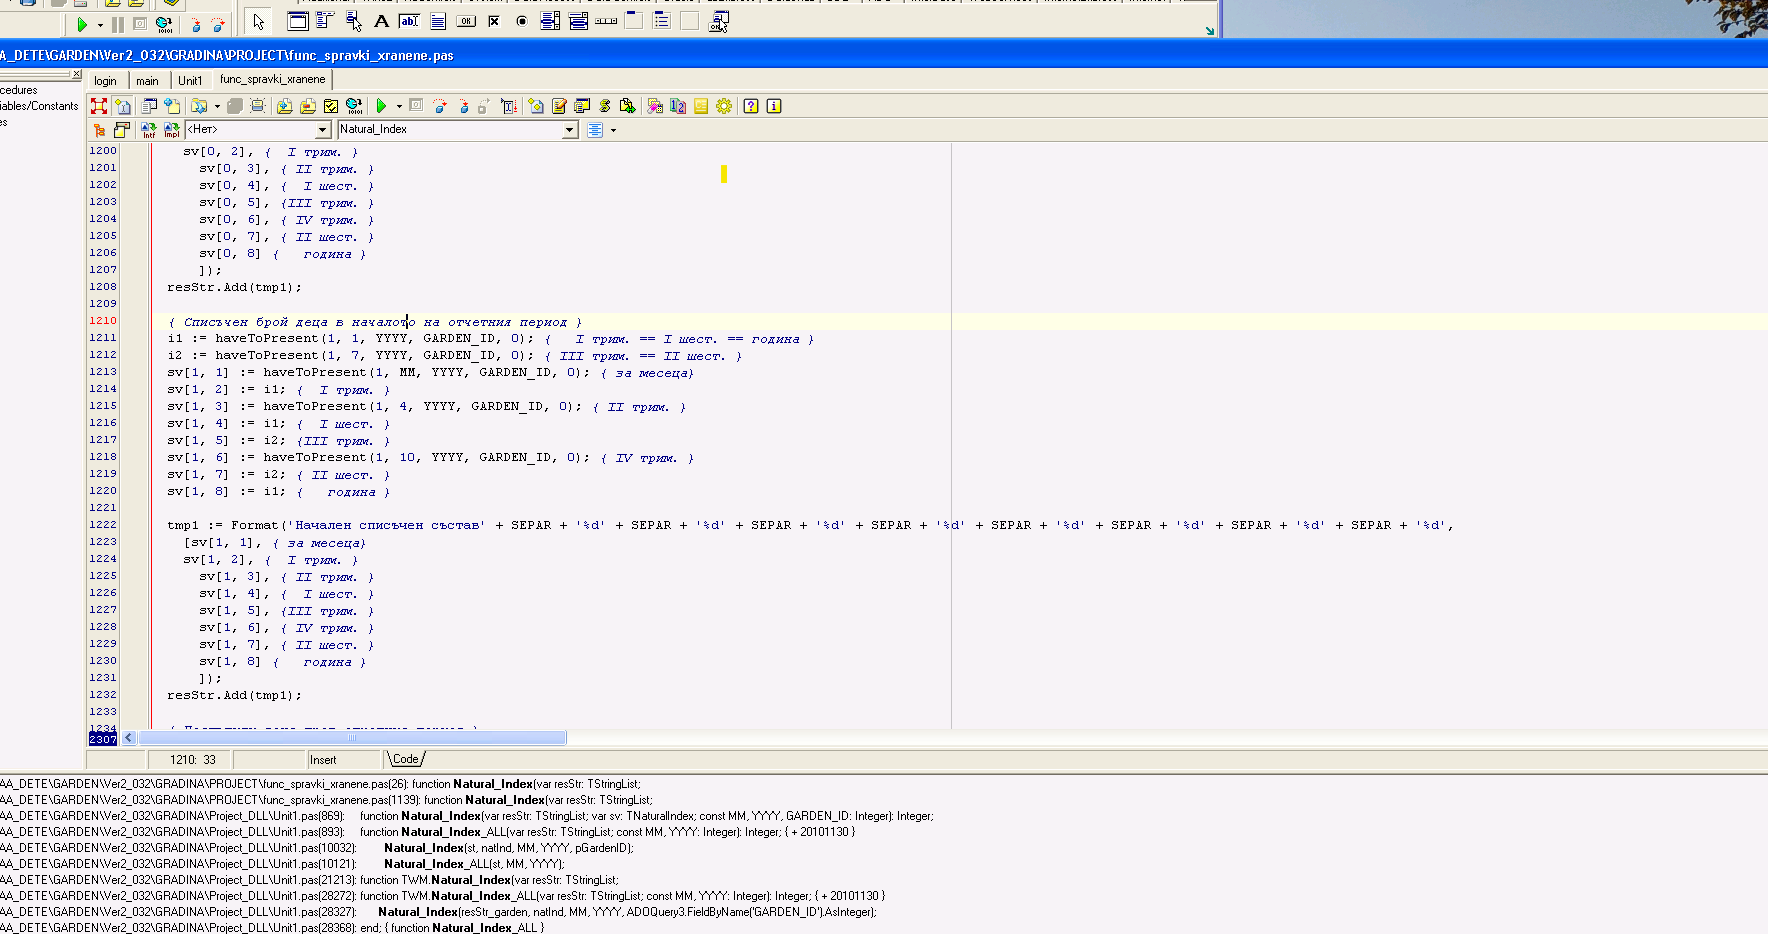 A_DETE\GARDEN\Ver2_032\GRADINA\PROJECT\func_spravki_xranene.pas
cedures
login main Unit1 func_spravki_xranene
iables/Constants
es
Intf Impl <Нет> Natural_Index
1200 sv[0, 2], {  I трим. }
1201 sv[0, 3], { II трим. }
1202 sv[0, 4], {  I шест. }
1203 sv[0, 5], {III трим. }
1204 sv[0, 6], { IV трим. }
1205 sv[0, 7], { II шест. }
1206 sv[0, 8] {   година }
1207 ]);
1208 resStr.Add(tmp1);
1209
1210 { Списъчен брой деца в началото на отчетния период }
1211 i1 := haveToPresent(1, 1, YYYY, GARDEN_ID, 0); {   I трим. == I шест. == година }
1212 i2 := haveToPresent(1, 7, YYYY, GARDEN_ID, 0); { III трим. == II шест. }
1213 sv[1, 1] := haveToPresent(1, MM, YYYY, GARDEN_ID, 0); { за месеца}
1214 sv[1, 2] := i1; {  I трим. }
1215 sv[1, 3] := haveToPresent(1, 4, YYYY, GARDEN_ID, 0); { II трим. }
1216 sv[1, 4] := i1; {  I шест. }
1217 sv[1, 5] := i2; {III трим. }
1218 sv[1, 6] := haveToPresent(1, 10, YYYY, GARDEN_ID, 0); { IV трим. }
1219 sv[1, 7] := i2; { II шест. }
1220 sv[1, 8] := i1; {   година }
1221
1222 tmp1 := Format('Начален списъчен състав' + SEPAR + '%d' + SEPAR + '%d' + SEPAR + '%d' + SEPAR + '%d' + SEPAR + '%d' + SEPAR + '%d' + SEPAR + '%d' + SEPAR + '%d',
1223 [sv[1, 1], { за месеца}
1224 sv[1, 2], {  I трим. }
1225 sv[1, 3], { II трим. }
1226 sv[1, 4], {  I шест. }
1227 sv[1, 5], {III трим. }
1228 sv[1, 6], { IV трим. }
1229 sv[1, 7], { II шест. }
1230 sv[1, 8] {   година }
1231 ]);
1232 resStr.Add(tmp1);
1233
1234
2307
1210: 33 Insert Code
AA_DETE\GARDEN\Ver2_032\GRADINA\PROJECT\func_spravki_xranene.pas(26): function Natural_Index(var resStr: TStringList;
AA_DETE\GARDEN\Ver2_032\GRADINA\PROJECT\func_spravki_xranene.pas(1139): function Natural_Index(var resStr: TStringList;
AA_DETE\GARDEN\Ver2_032\GRADINA\Project_DLL\Unit1.pas(869): function Natural_Index(var resStr: TStringList; var sv: TNaturalIndex; const MM, YYYY, GARDEN_ID: Integer): Integer;
AA_DETE\GARDEN\Ver2_032\GRADINA\Project_DLL\Unit1.pas(893): function Natural_Index_ALL(var resStr: TStringList; const MM, YYYY: Integer): Integer; { + 20101130 }
AA_DETE\GARDEN\Ver2_032\GRADINA\Project_DLL\Unit1.pas(10032): Natural_Index(st, natInd, MM, YYYY, pGardenID);
AA_DETE\GARDEN\Ver2_032\GRADINA\Project_DLL\Unit1.pas(10121): Natural_Index_ALL(st, MM, YYYY);
AA_DETE\GARDEN\Ver2_032\GRADINA\Project_DLL\Unit1.pas(21213): function TWM.Natural_Index(var resStr: TStringList;
AA_DETE\GARDEN\Ver2_032\GRADINA\Project_DLL\Unit1.pas(28272): function TWM.Natural_Index_ALL(var resStr: TStringList; const MM, YYYY: Integer): Integer; { + 20101130 }
AA_DETE\GARDEN\Ver2_032\GRADINA\Project_DLL\Unit1.pas(28327): Natural_Index(resStr_garden, natInd, MM, YYYY, ADOQuery3.FieldByName('GARDEN_ID').AsInteger);
AA_DETE\GARDEN\Ver2_032\GRADINA\Project_DLL\Unit1.pas(28368): end; { function Natural_Index_ALL }